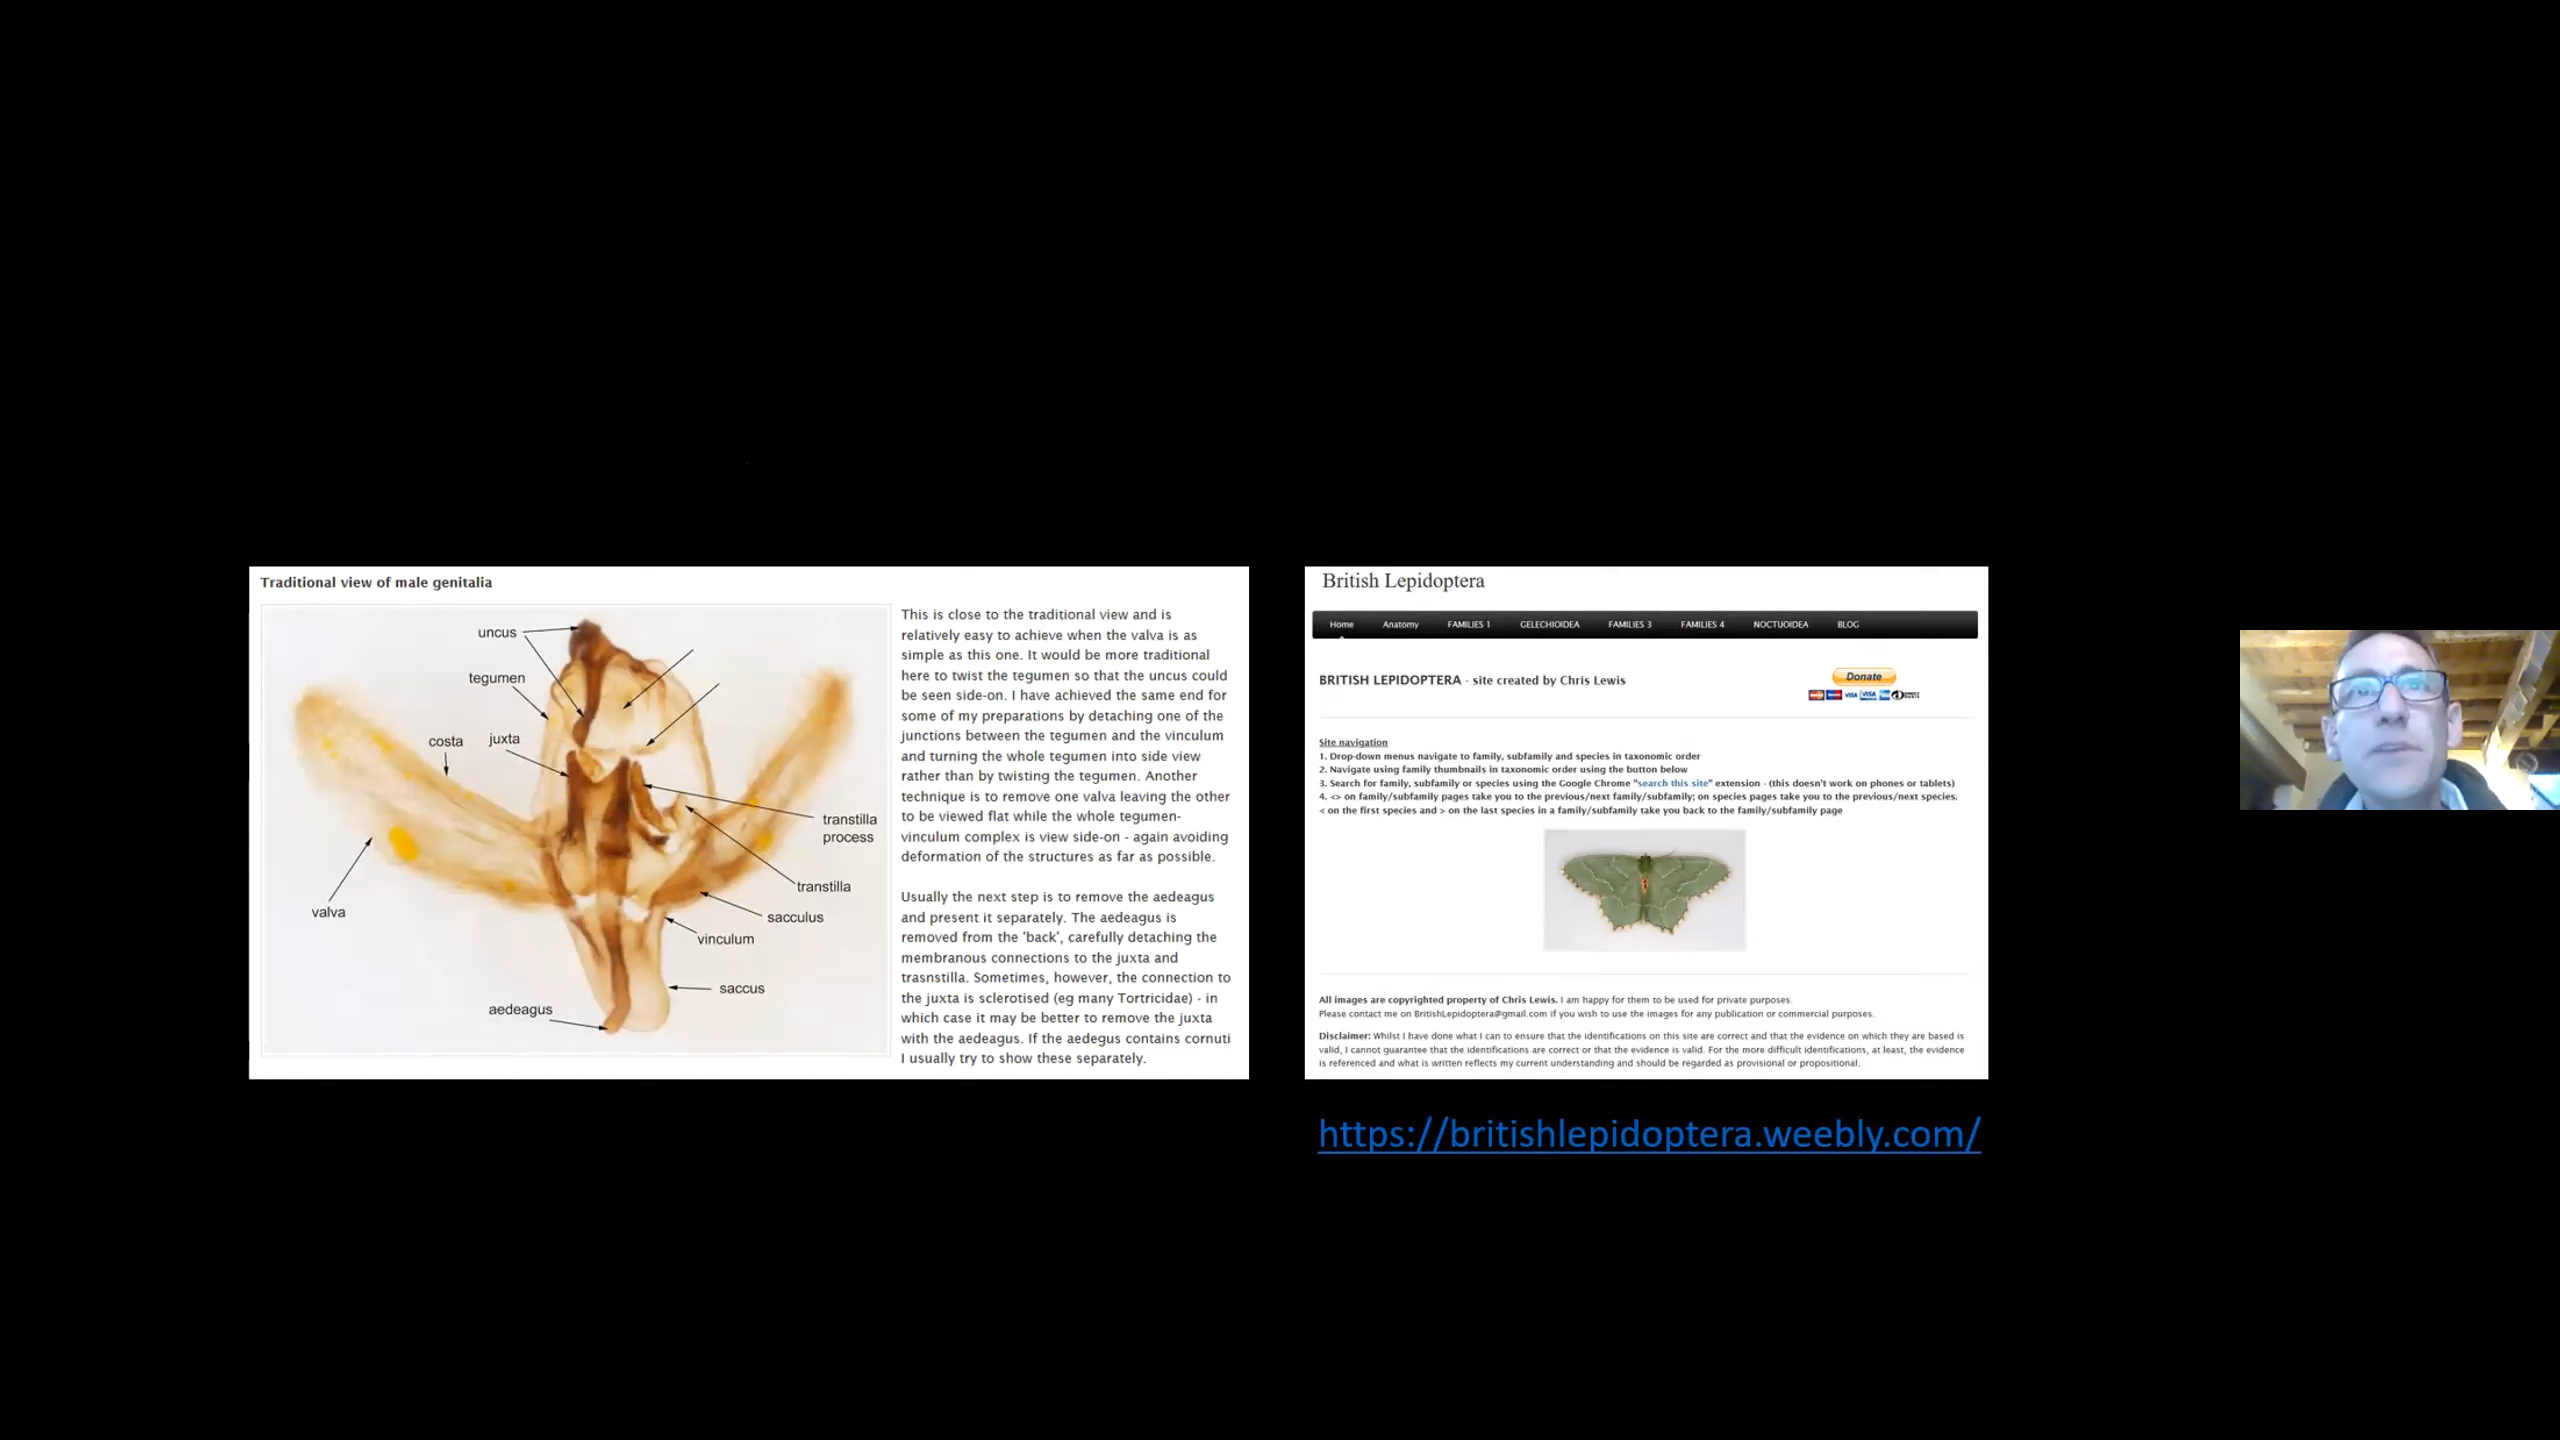 Traditional view of male genitalia
uncus
tegumen
costa
juxta
transtilla
process
transtilla
valva
sacculus
vinculum
saccus
aedeagus
This is close to the traditional view and is
relatively easy to achieve when the valva is as
simple as this one. It would be more traditional
here to twist the tegumen so that the uncus could
be seen side-on. I have achieved the same end for
some of my preparations by detaching one of the
junctions between the tegumen and the vinculum
and turning the whole tegumen into side view
rather than by twisting the tegumen. Another
technique is to remove one valva leaving the other
to be viewed flat while the whole tegumen-
vinculum complex is view side-on - again avoiding
deformation of the structures as far as possible.
Usually the next step is to remove the aedeagus
and present it separately. The aedeagus is
removed from the 'back', carefully detaching the
membranous connections to the juxta and
trasnstilla. Sometimes, however, the connection to
the juxta is sclerotised (eg many Tortricidae) - in
which case it may be better to remove the juxta
with the aedeagus. If the aedegus contains cornuti
I usually try to show these separately.
British Lepidoptera
Home Anatomy FAMILIES 1 GELECHIOIDEA FAMILIES 3 FAMILIES 4 NOCTUOIDEA BLOG
BRITISH LEPIDOPTERA - site created by Chris Lewis
Donate
VISA VISA
Site navigation
1. Drop-down menus navigate to family, subfamily and species in taxonomic order
2. Navigate using family thumbnails in taxonomic order using the button below
3. Search for family, subfamily or species using the Google Chrome "search this site" extension - (this doesn't work on phones or tablets)
4. <> on family/subfamily pages take you to the previous/next family/subfamily; on species pages take you to the previous/next species.
< on the first species and > on the last species in a family/subfamily take you back to the family/subfamily page
All images are copyrighted property of Chris Lewis. I am happy for them to be used for private purposes.
Please contact me on BritishLepidoptera@gmail.com if you wish to use the images for any publication or commercial purposes.
Disclaimer: Whilst I have done what I can to ensure that the identifications on this site are correct and that the evidence on which they are based is
valid, I cannot guarantee that the identifications are correct or that the evidence is valid. For the more difficult identifications, at least, the evidence
is referenced and what is written reflects my current understanding and should be regarded as provisional or propositional.
https://britishlepidoptera.weebly.com/